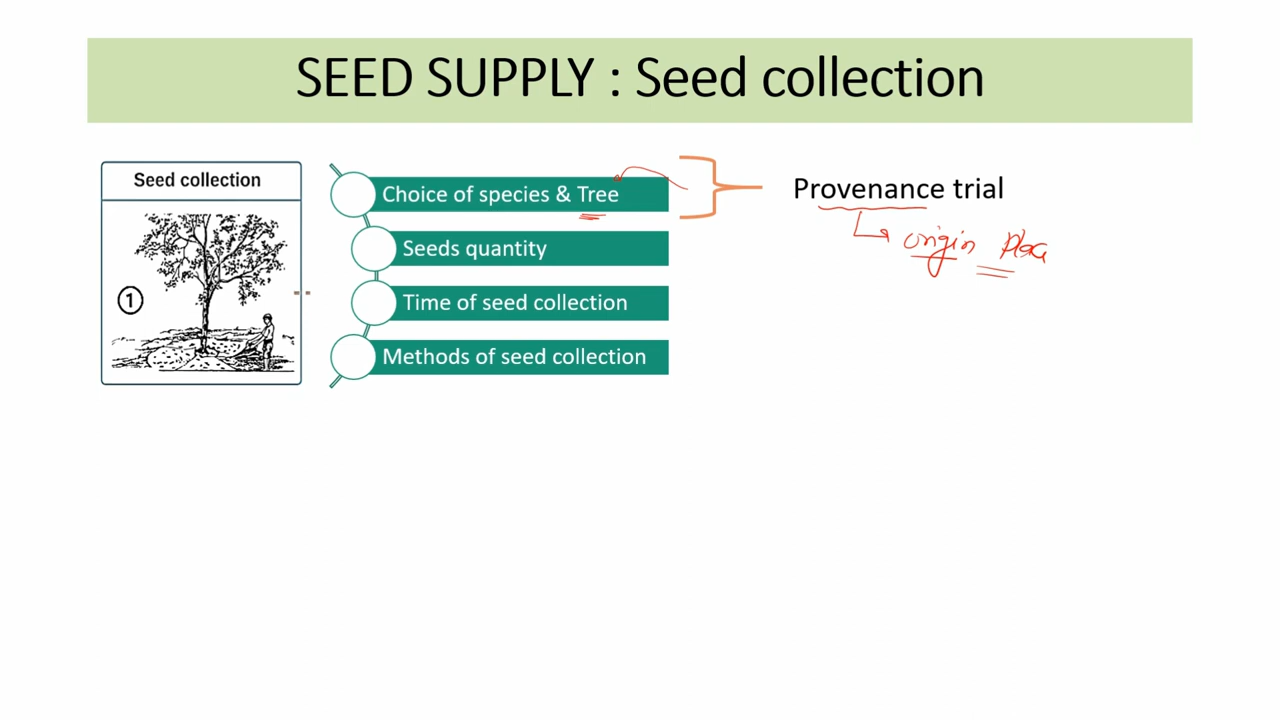 SEED SUPPLY : Seed collection
Seed collection
1
Choice of species & Tree
Seeds quantity
Time of seed collection
Methods of seed collection
Provenance trial
origin